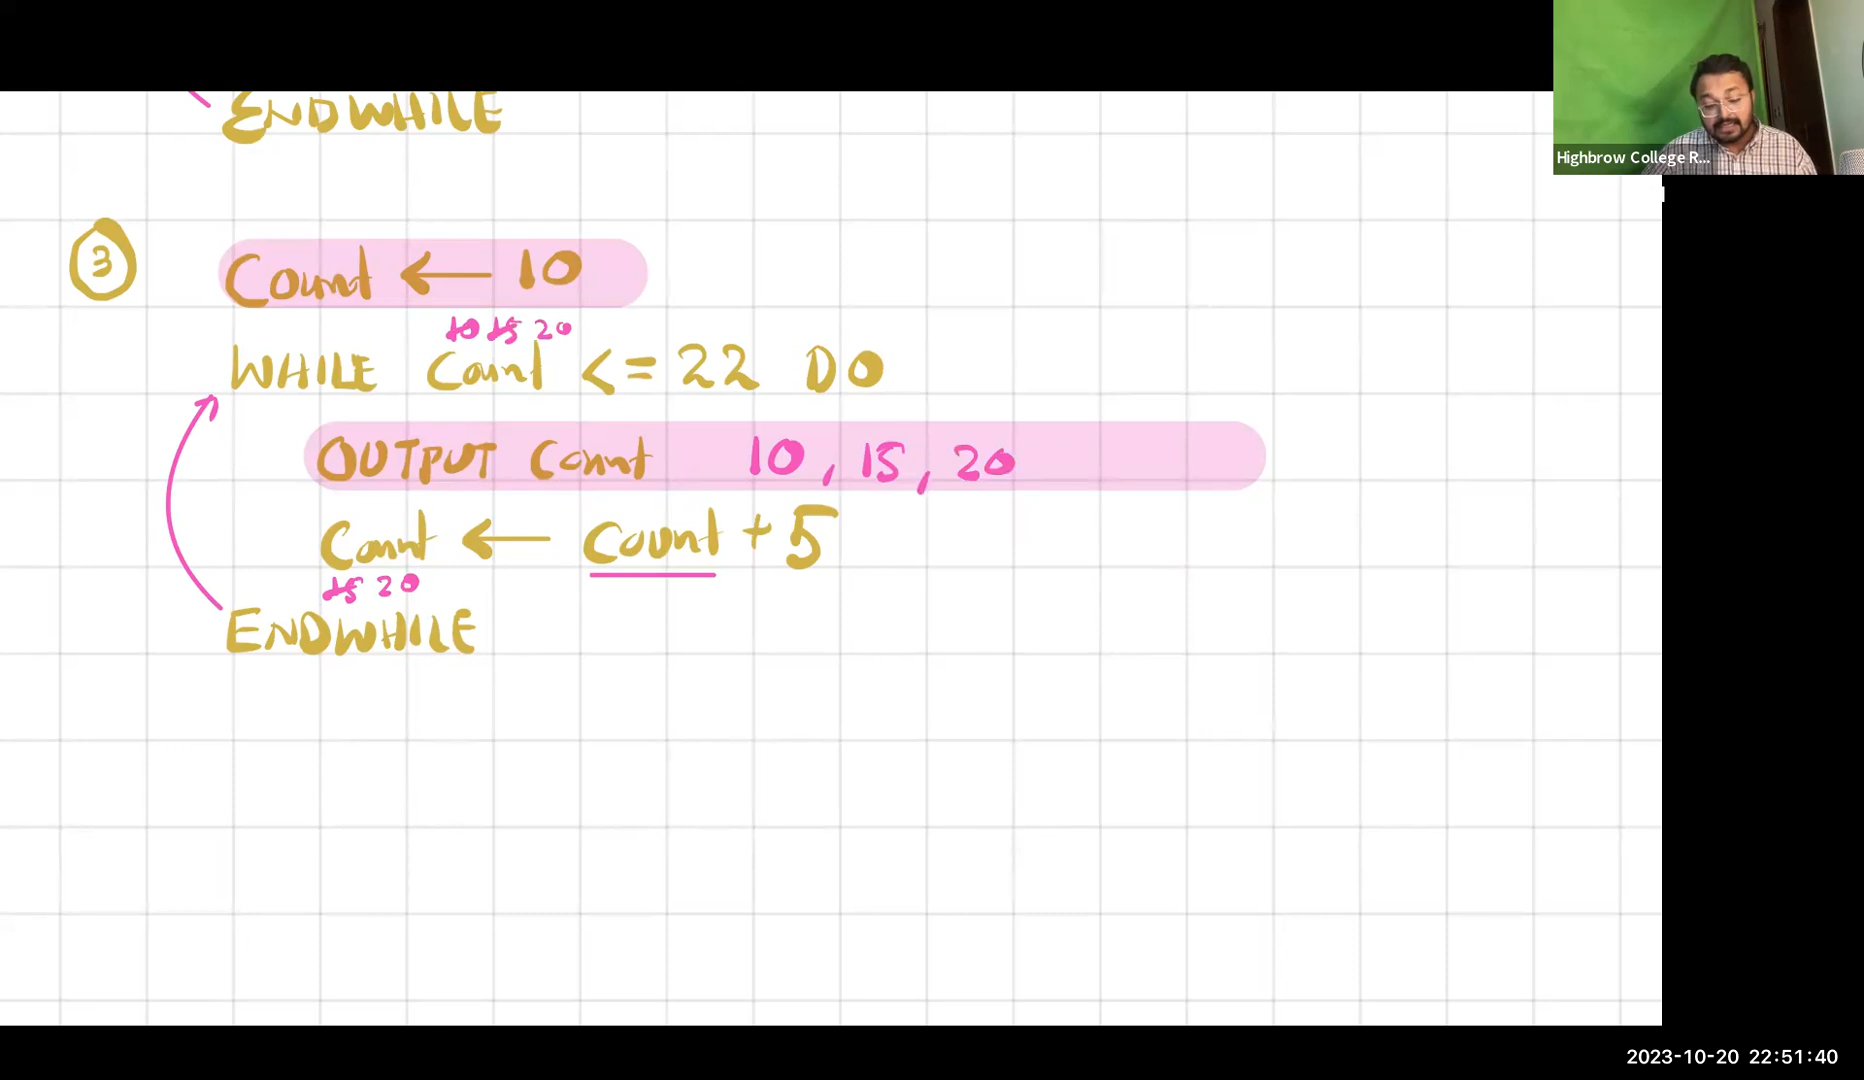 ENDWHILE
Highbrow College R...
3
Count ← 10
10 15 20
WHILE Count <= 22 DO
OUTPUT Count 10, 15, 20
Count ← Count + 5
15 20
ENDWHILE
2023-10-20 22:51:40